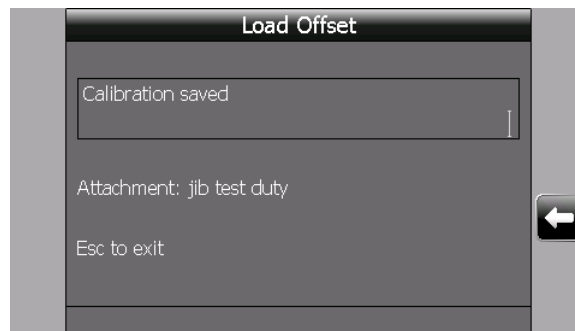 Load Offset
Calibration saved
Attachment: jib test duty
Esc to exit